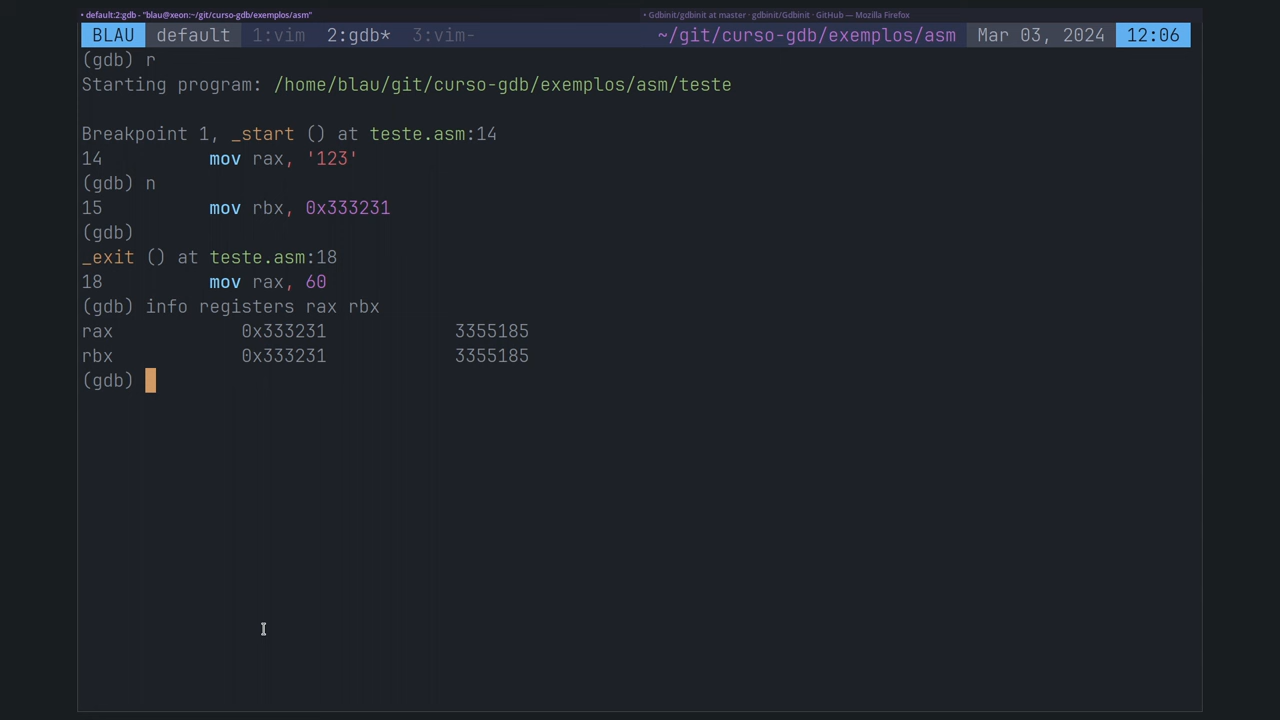 • default:2:gdb - "blau@xeon:~/git/curso-gdb/exemplos/asm"
• Gdbinit/gdbinit at master · gdbinit/Gdbinit · GitHub — Mozilla Firefox
BLAU default 1:vim 2:gdb* 3:vim- ~/git/curso-gdb/exemplos/asm Mar 03, 2024 12:06
(gdb) r
Starting program: /home/blau/git/curso-gdb/exemplos/asm/teste
Breakpoint 1, _start () at teste.asm:14
14 mov rax, '123'
(gdb) n
15 mov rbx, 0x333231
(gdb)
_exit () at teste.asm:18
18 mov rax, 60
(gdb) info registers rax rbx
rax 0x333231 3355185
rbx 0x333231 3355185
(gdb)